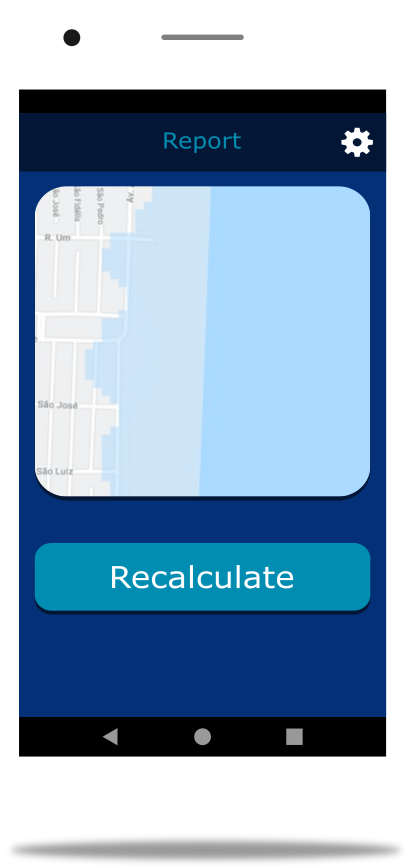 Report
São José
São Fidélis
São Pedro
Av.
R. Um
São José
São Luiz
Recalculate